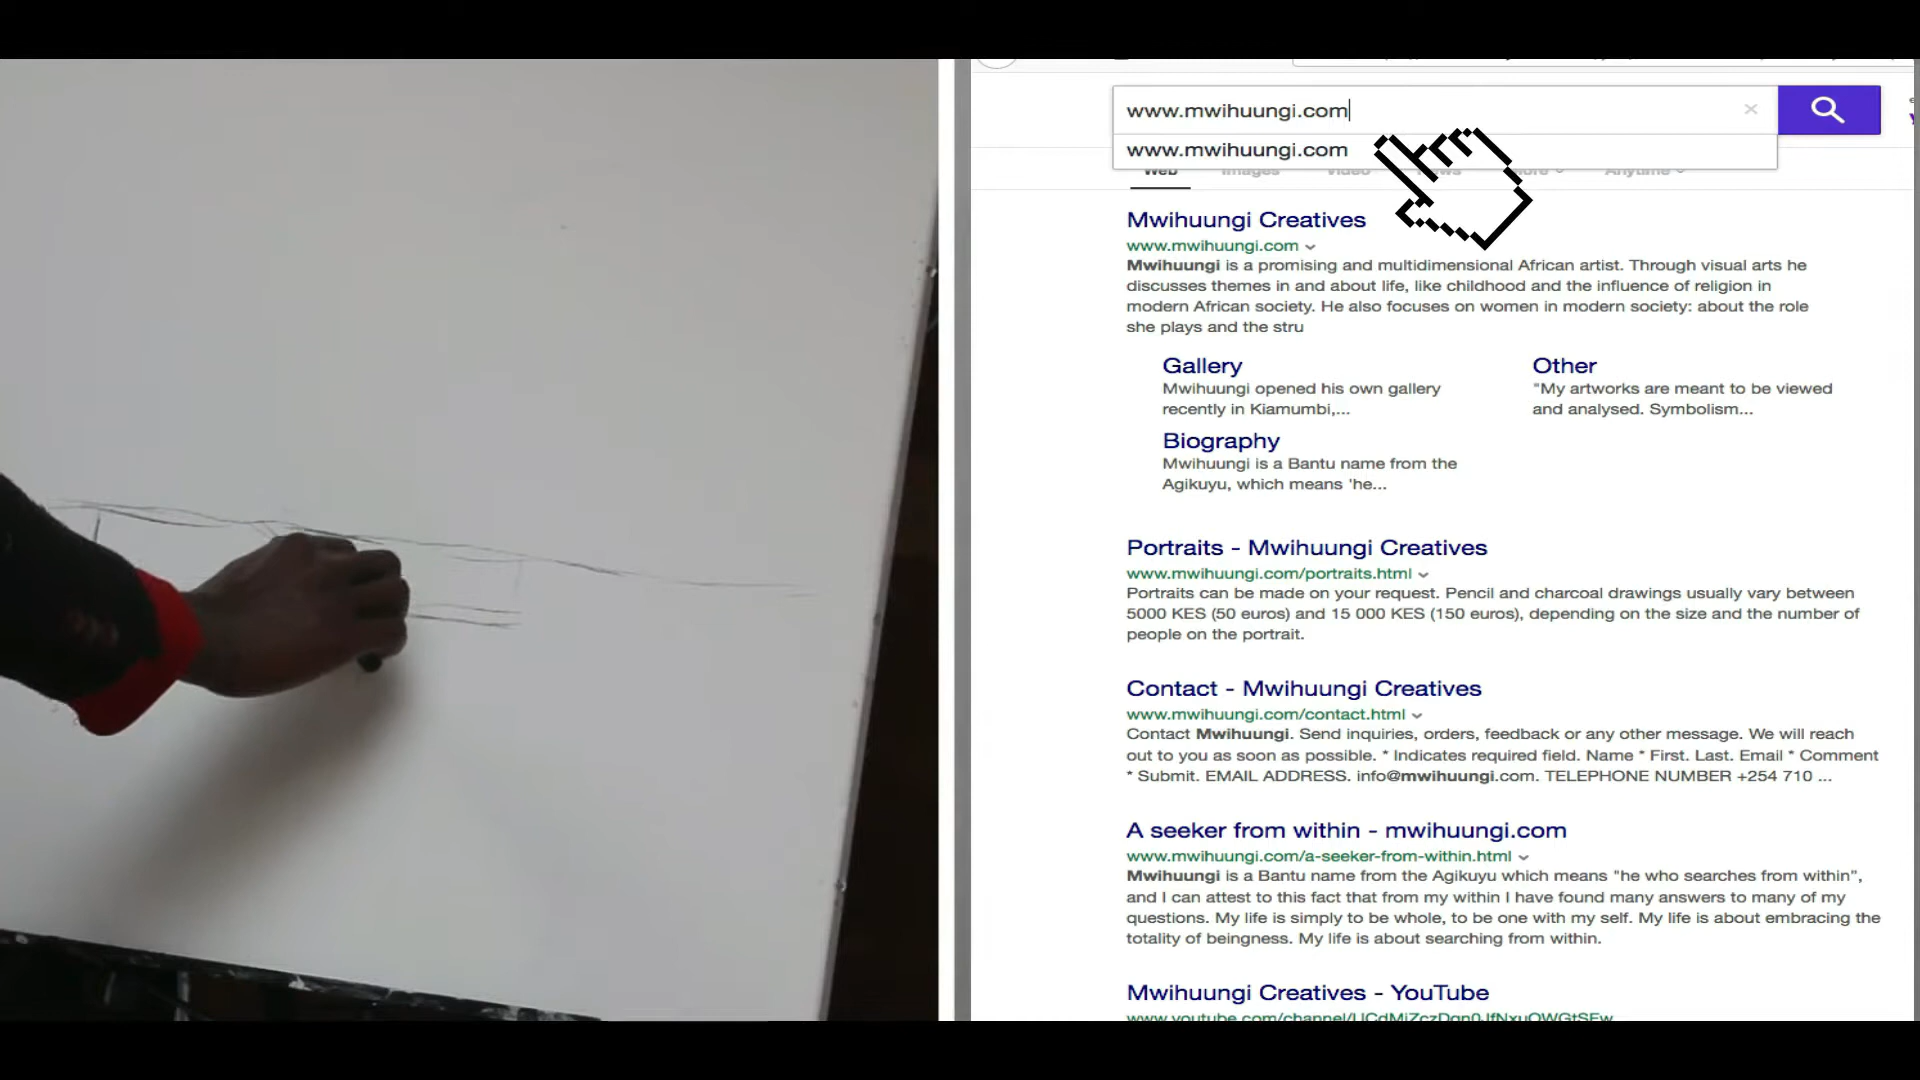 www.mwihuungi.com
www.mwihuungi.com
Web Images Video News More Anytime
Mwihuungi Creatives
www.mwihuungi.com
Mwihuungi is a promising and multidimensional African artist. Through visual arts he
discusses themes in and about life, like childhood and the influence of religion in
modern African society. He also focuses on women in modern society: about the role
she plays and the stru
Gallery
Mwihuungi opened his own gallery
recently in Kiamumbi,...
Other
"My artworks are meant to be viewed
and analysed. Symbolism...
Biography
Mwihuungi is a Bantu name from the
Agikuyu, which means 'he...
Portraits - Mwihuungi Creatives
www.mwihuungi.com/portraits.html
Portraits can be made on your request. Pencil and charcoal drawings usually vary between
5000 KES (50 euros) and 15 000 KES (150 euros), depending on the size and the number of
people on the portrait.
Contact - Mwihuungi Creatives
www.mwihuungi.com/contact.html
Contact Mwihuungi. Send inquiries, orders, feedback or any other message. We will reach
out to you as soon as possible. * Indicates required field. Name * First. Last. Email * Comment
* Submit. EMAIL ADDRESS. info@mwihuungi.com. TELEPHONE NUMBER +254 710 ...
A seeker from within - mwihuungi.com
www.mwihuungi.com/a-seeker-from-within.html
Mwihuungi is a Bantu name from the Agikuyu which means "he who searches from within",
and I can attest to this fact that from my within I have found many answers to many of my
questions. My life is simply to be whole, to be one with my self. My life is about embracing the
totality of beingness. My life is about searching from within.
Mwihuungi Creatives - YouTube